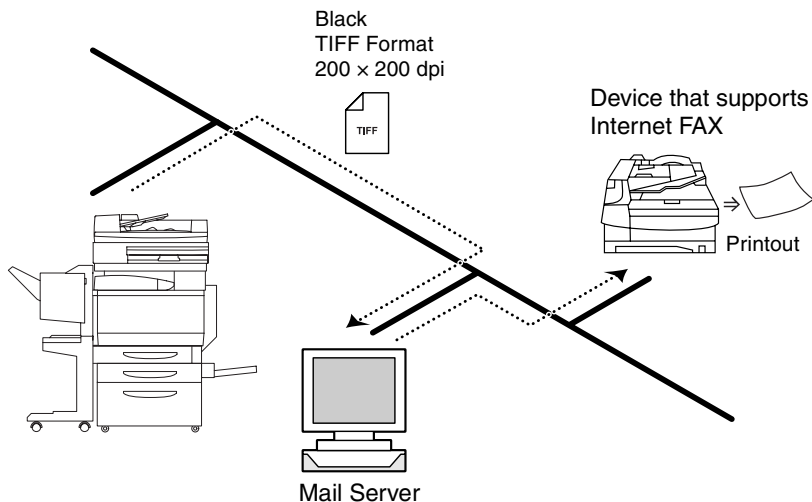 Black
TIFF Format
200 × 200 dpi
TIFF
Device that supports
Internet FAX
Printout
Mail Server